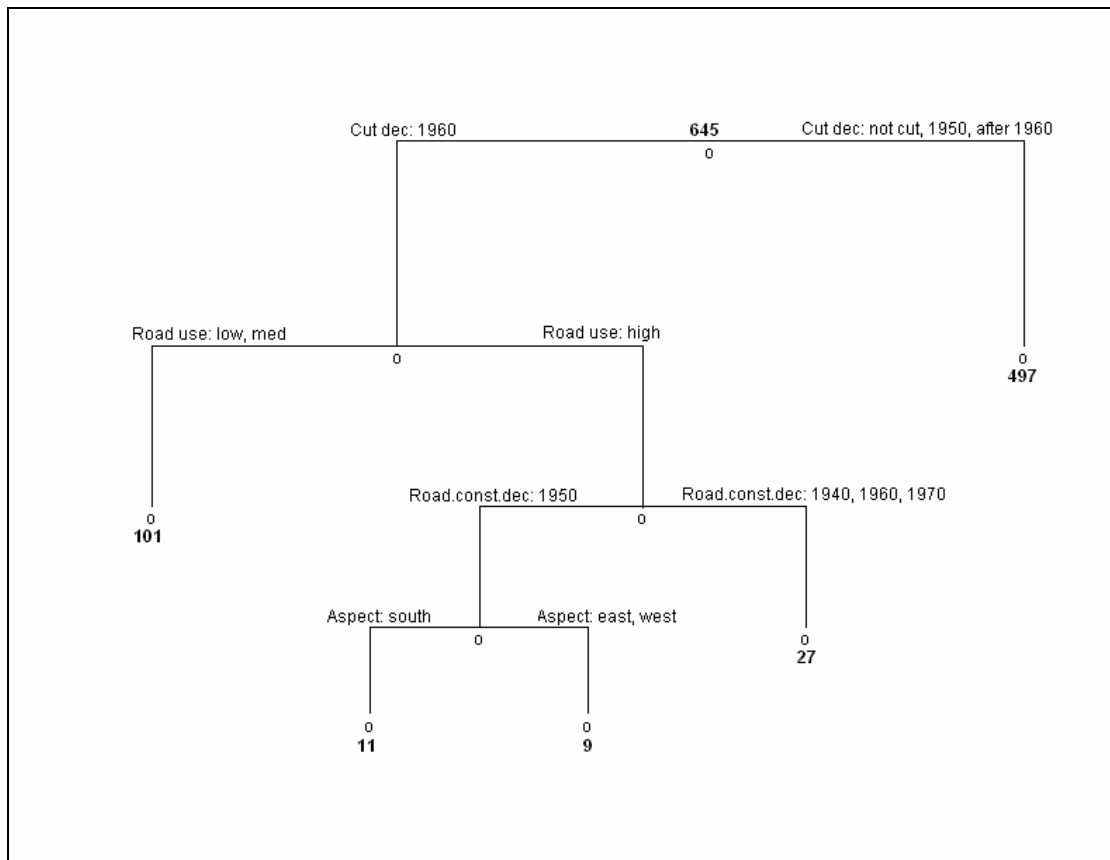 Cut dec: 1960
645
Cut dec: not cut, 1950, after 1960
0
Road use: low, med
Road use: high
0
0
497
Road.const.dec: 1950
Road.const.dec: 1940, 1960, 1970
0
101
0
Aspect: south
Aspect: east, west
0
0
27
0
11
0
9